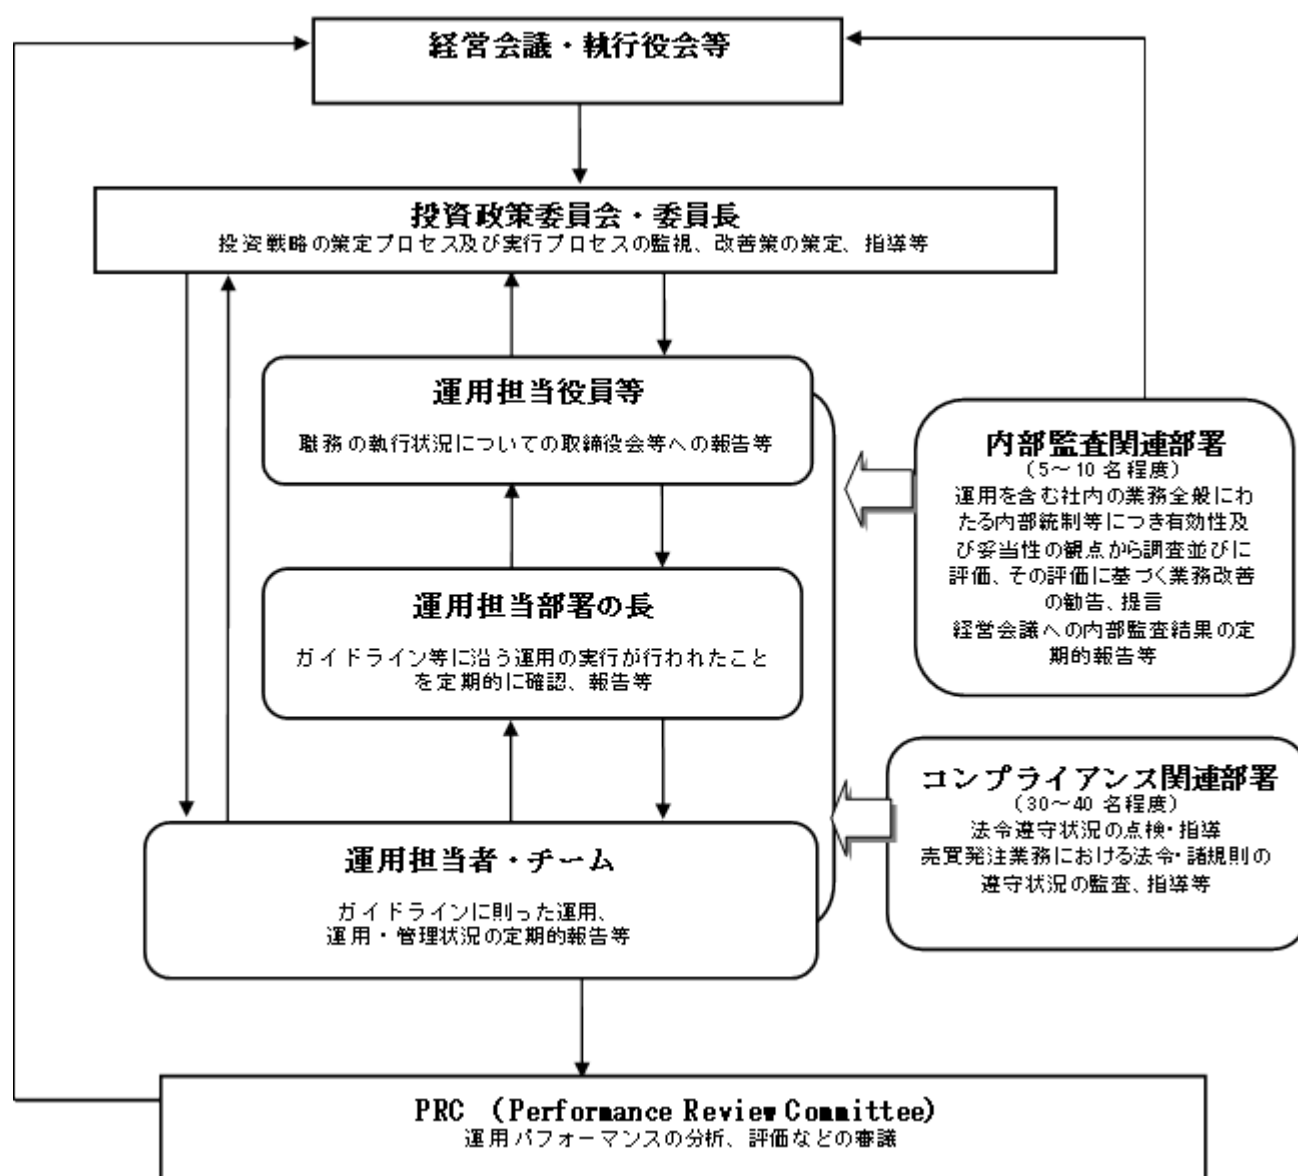 経営会議・執行役会等
投資政策委員会・委員長
投資戦略の策定プロセス及び実行プロセスの監視、改善策の策定、指導等
運用担当役員等
職務の執行状況についての取締役会等への報告等
運用担当部署の長
ガイドライン等に沿う運用の実行が行われたこと
を定期的に確認、報告等
運用担当者・チーム
ガイドラインに則った運用、
運用・管理状況の定期的報告等
内部監査関連部署
（5～10 名程度）
運用を含む社内の業務全般にわ
たる内部統制等につき有効性及
び妥当性の観点から調査並びに
評価、その評価に基づく業務改善
の勧告、提言
経営会議への内部監査結果の定
期的報告等
コンプライアンス関連部署
（30～40 名程度）
法令遵守状況の点検・指導
売買発注業務における法令・諸規則の
遵守状況の監査、指導等
PRC （Performance Review Committee）
運用パフォーマンスの分析、評価などの審議